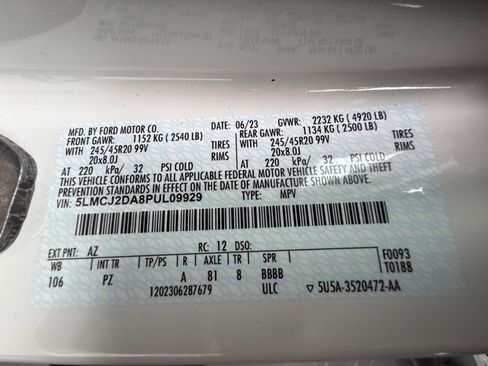 MFD. BY FORD MOTOR CO.
DATE: 06/23 GVWR: 2232 KG ( 4920 LB)
FRONT GAWR: 1152 KG ( 2540 LB) REAR GAWR: 1134 KG ( 2500 LB)
WITH 245/45R20 99V TIRES WITH 245/45R20 99V TIRES
20x8.0J RIMS 20x8.0J RIMS
AT 220 kPa/ 32 PSI COLD AT 220 kPa/ 32 PSI COLD
THIS VEHICLE CONFORMS TO ALL APPLICABLE FEDERAL MOTOR VEHICLE SAFETY AND THEFT
PREVENTION STANDARDS IN EFFECT ON THE DATE OF MANUFACTURE SHOWN ABOVE.
VIN: 5LMCJ2DA8PUL09929 TYPE: MPV
EXT PNT: AZ RC: 12 DSO: F0093
WB INT TR TP/PS R A TR SPR T0188
106 PZ A 81 8 BBBB
1202306287679 ULC 5U5A-3520472-AA